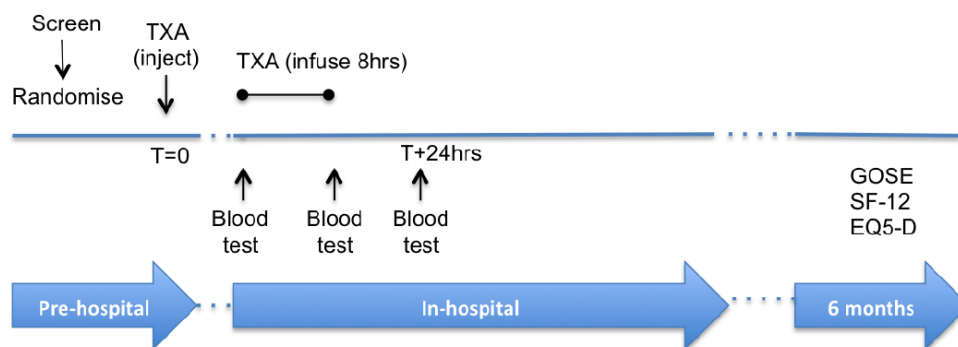 Screen
Randomise
TXA
(inject)
TXA (infuse 8hrs)
T=0
T+24hrs
Blood
test
Blood
test
Blood
test
GOSE
SF-12
EQ5-D
Pre-hospital
In-hospital
6 months